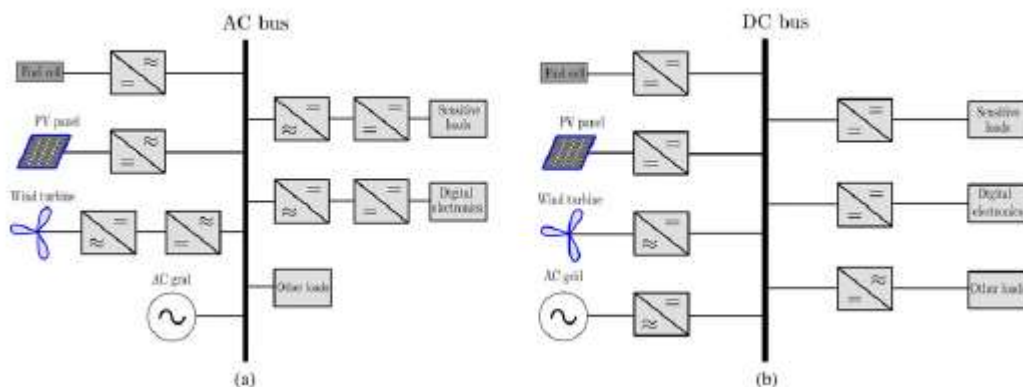 AC bus
Fuel cell
PV panel
Wind turbine
AC grid
Sensitive
loads
Digital
electronics
Other loads
(a)
DC bus
Fuel cell
PV panel
Wind turbine
AC grid
Sensitive
loads
Digital
electronics
Other loads
(b)